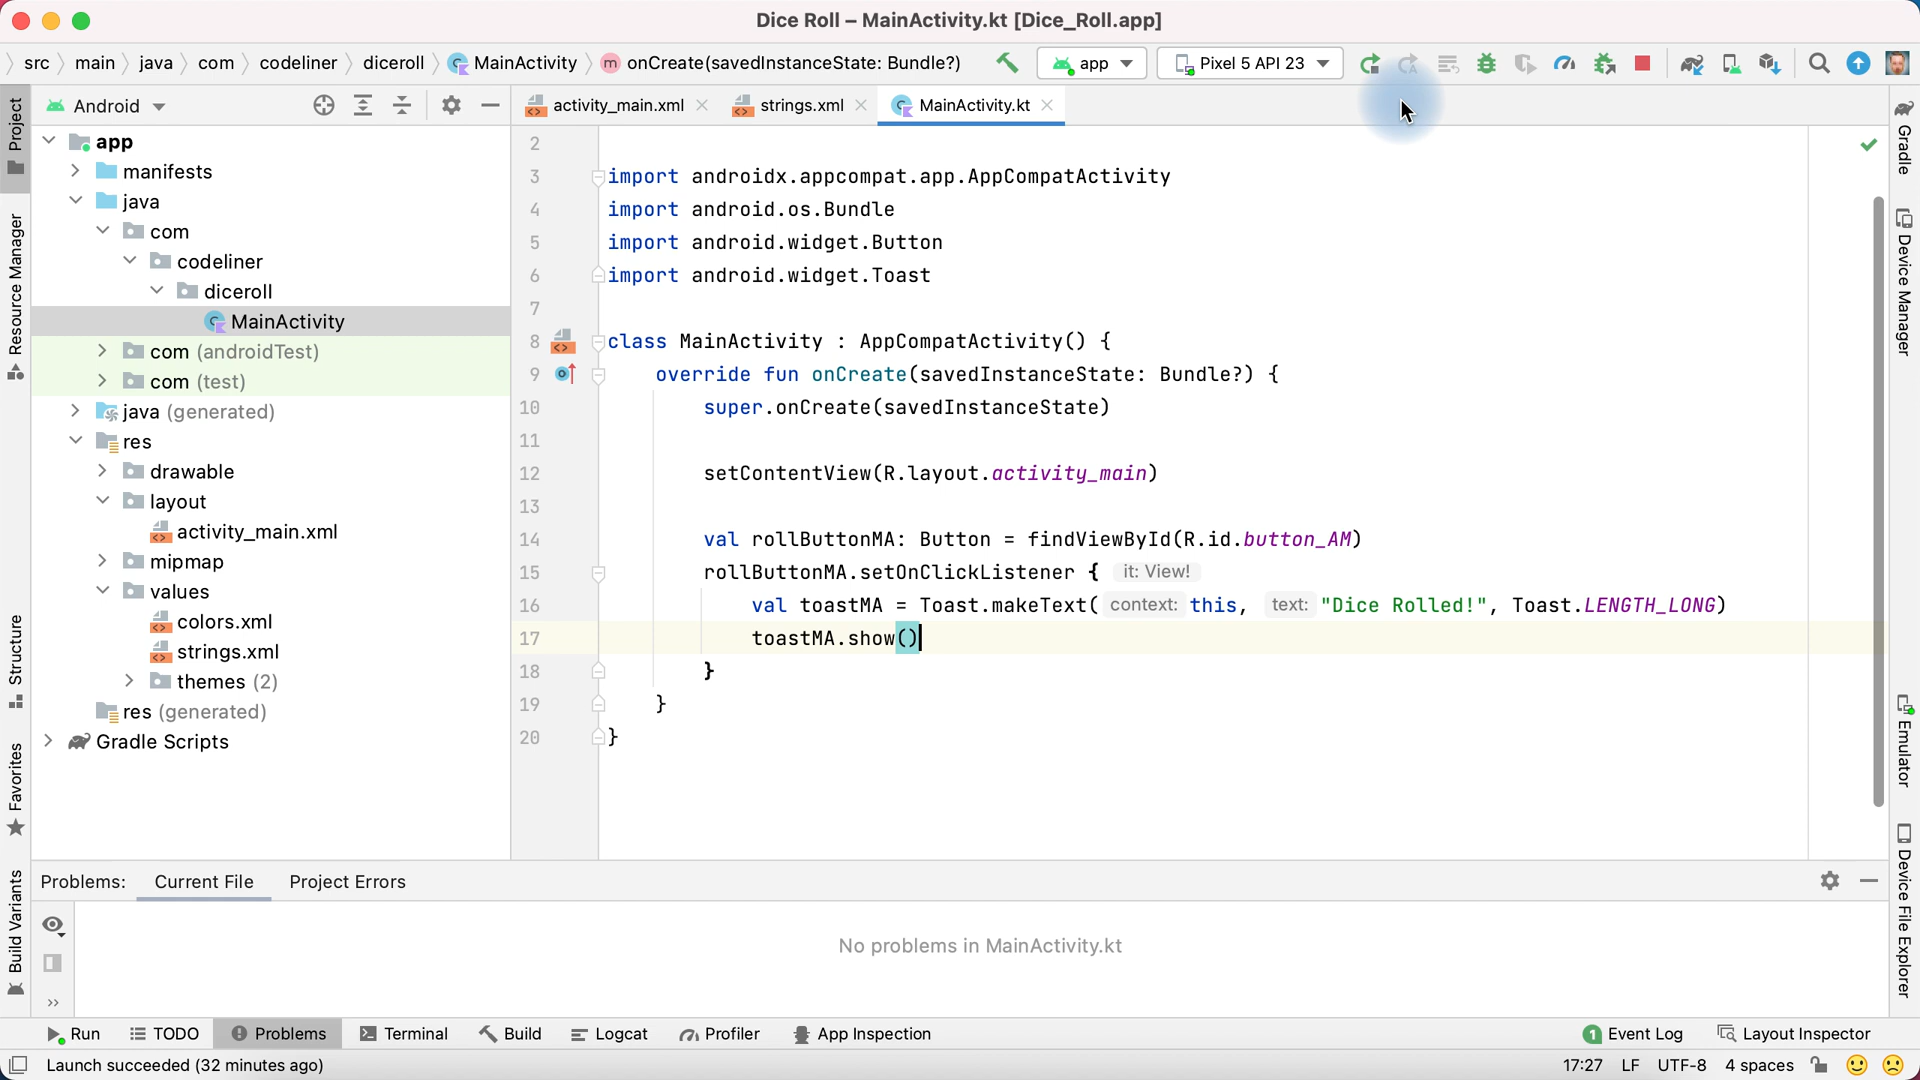 Dice Roll – MainActivity.kt [Dice_Roll.app]
src main java com codeliner diceroll MainActivity m onCreate(savedInstanceState: Bundle?) app Pixel 5 API 23
Android
activity_main.xml strings.xml MainActivity.kt
Project
Resource Manager
Structure
Favorites
Build Variants
app
manifests
java
com
codeliner
diceroll
MainActivity
com (androidTest)
com (test)
java (generated)
res
drawable
layout
activity_main.xml
mipmap
values
colors.xml
strings.xml
themes (2)
res (generated)
Gradle Scripts
2
3 import androidx.appcompat.app.AppCompatActivity
4 import android.os.Bundle
5 import android.widget.Button
6 import android.widget.Toast
7
8 class MainActivity : AppCompatActivity() {
9 override fun onCreate(savedInstanceState: Bundle?) {
10 super.onCreate(savedInstanceState)
11
12 setContentView(R.layout.activity_main)
13
14 val rollButtonMA: Button = findViewById(R.id.button_AM)
15 rollButtonMA.setOnClickListener { it: View!
16 val toastMA = Toast.makeText( context: this, text: "Dice Rolled!", Toast.LENGTH_LONG)
17 toastMA.show()
18 }
19 }
20 }
Gradle
Device Manager
Emulator
Device File Explorer
Problems: Current File Project Errors
No problems in MainActivity.kt
Run TODO Problems Terminal Build Logcat Profiler App Inspection 1 Event Log Layout Inspector
Launch succeeded (32 minutes ago) 17:27 LF UTF-8 4 spaces